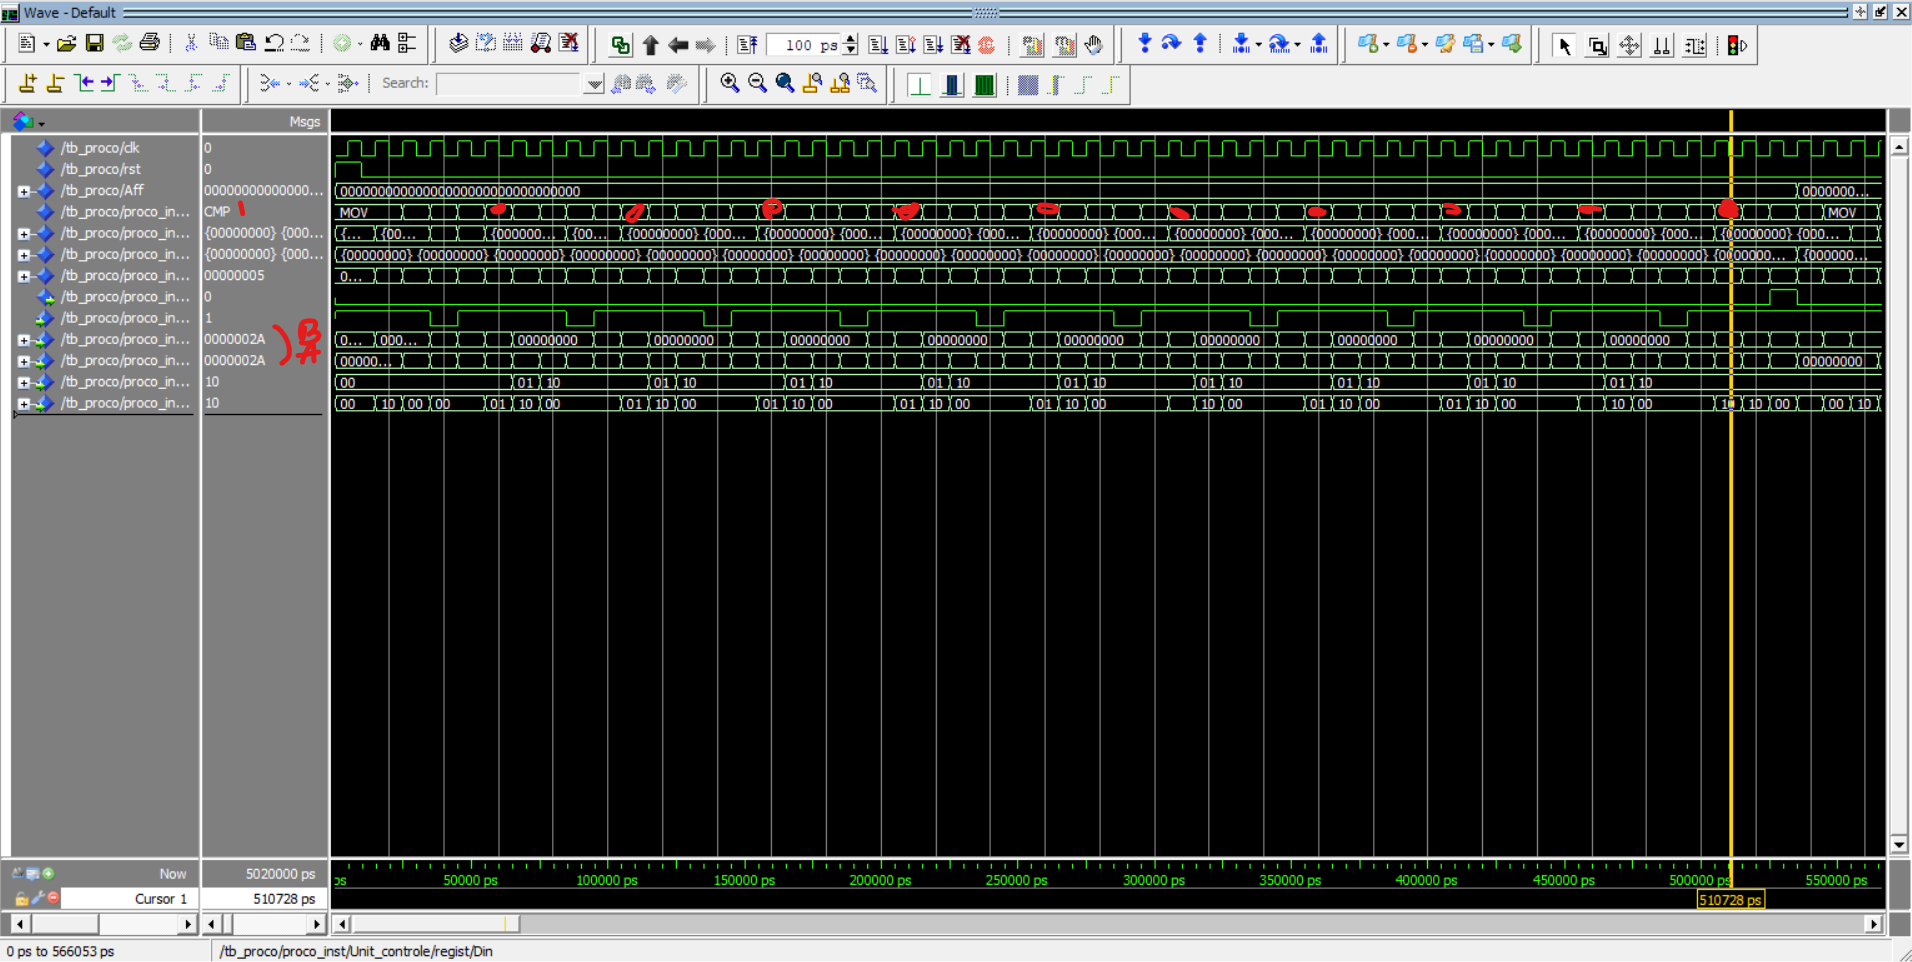 Wave - Default
100 ps
Search:
Msgs
/tb_proco/clk 0
/tb_proco/rst 0
/tb_proco/Aff 00000000000000... 00000000000000000000000000000000 0000000...
/tb_proco/proco_in... CMP MOV MOV
/tb_proco/proco_in... {00000000} {000... {... {00... {000000... {00... {00000000} {000... {00000000} {000... {00000000} {000... {00000000} {000... {00000000} {000... {00000000} {000... {00000000} {000... {00000000} {000... {00000000} {000...
/tb_proco/proco_in... {00000000} {000... {00000000} {00000000} {00000000} {00000000} {00000000} {00000000} {00000000} {00000000} {00000000} {00000000} {00000000} {00000000} {00000000} {00000000} {00000000} {00000000} {00000000} {00000000} {0000000... {000000...
/tb_proco/proco_in... 00000005 0...
/tb_proco/proco_in... 0
/tb_proco/proco_in... 1
/tb_proco/proco_in... 0000002A B 0... 000... 00000000 00000000 00000000 00000000 00000000 00000000 00000000 00000000 00000000
/tb_proco/proco_in... 0000002A A 00000... 00000000
/tb_proco/proco_in... 10 00 01 10 01 10 01 10 01 10 01 10 01 10 01 10 01 10 01 10
/tb_proco/proco_in... 10 00 10 00 00 01 10 00 01 10 00 01 10 00 01 10 00 01 10 00 10 00 01 10 00 01 10 00 10 00 10 10 00 00 10
Now 5020000 ps ps 50000 ps 100000 ps 150000 ps 200000 ps 250000 ps 300000 ps 350000 ps 400000 ps 450000 ps 500000 ps 550000 ps
Cursor 1 510728 ps 510728 ps
0 ps to 566053 ps /tb_proco/proco_inst/Unit_controle/regist/Din